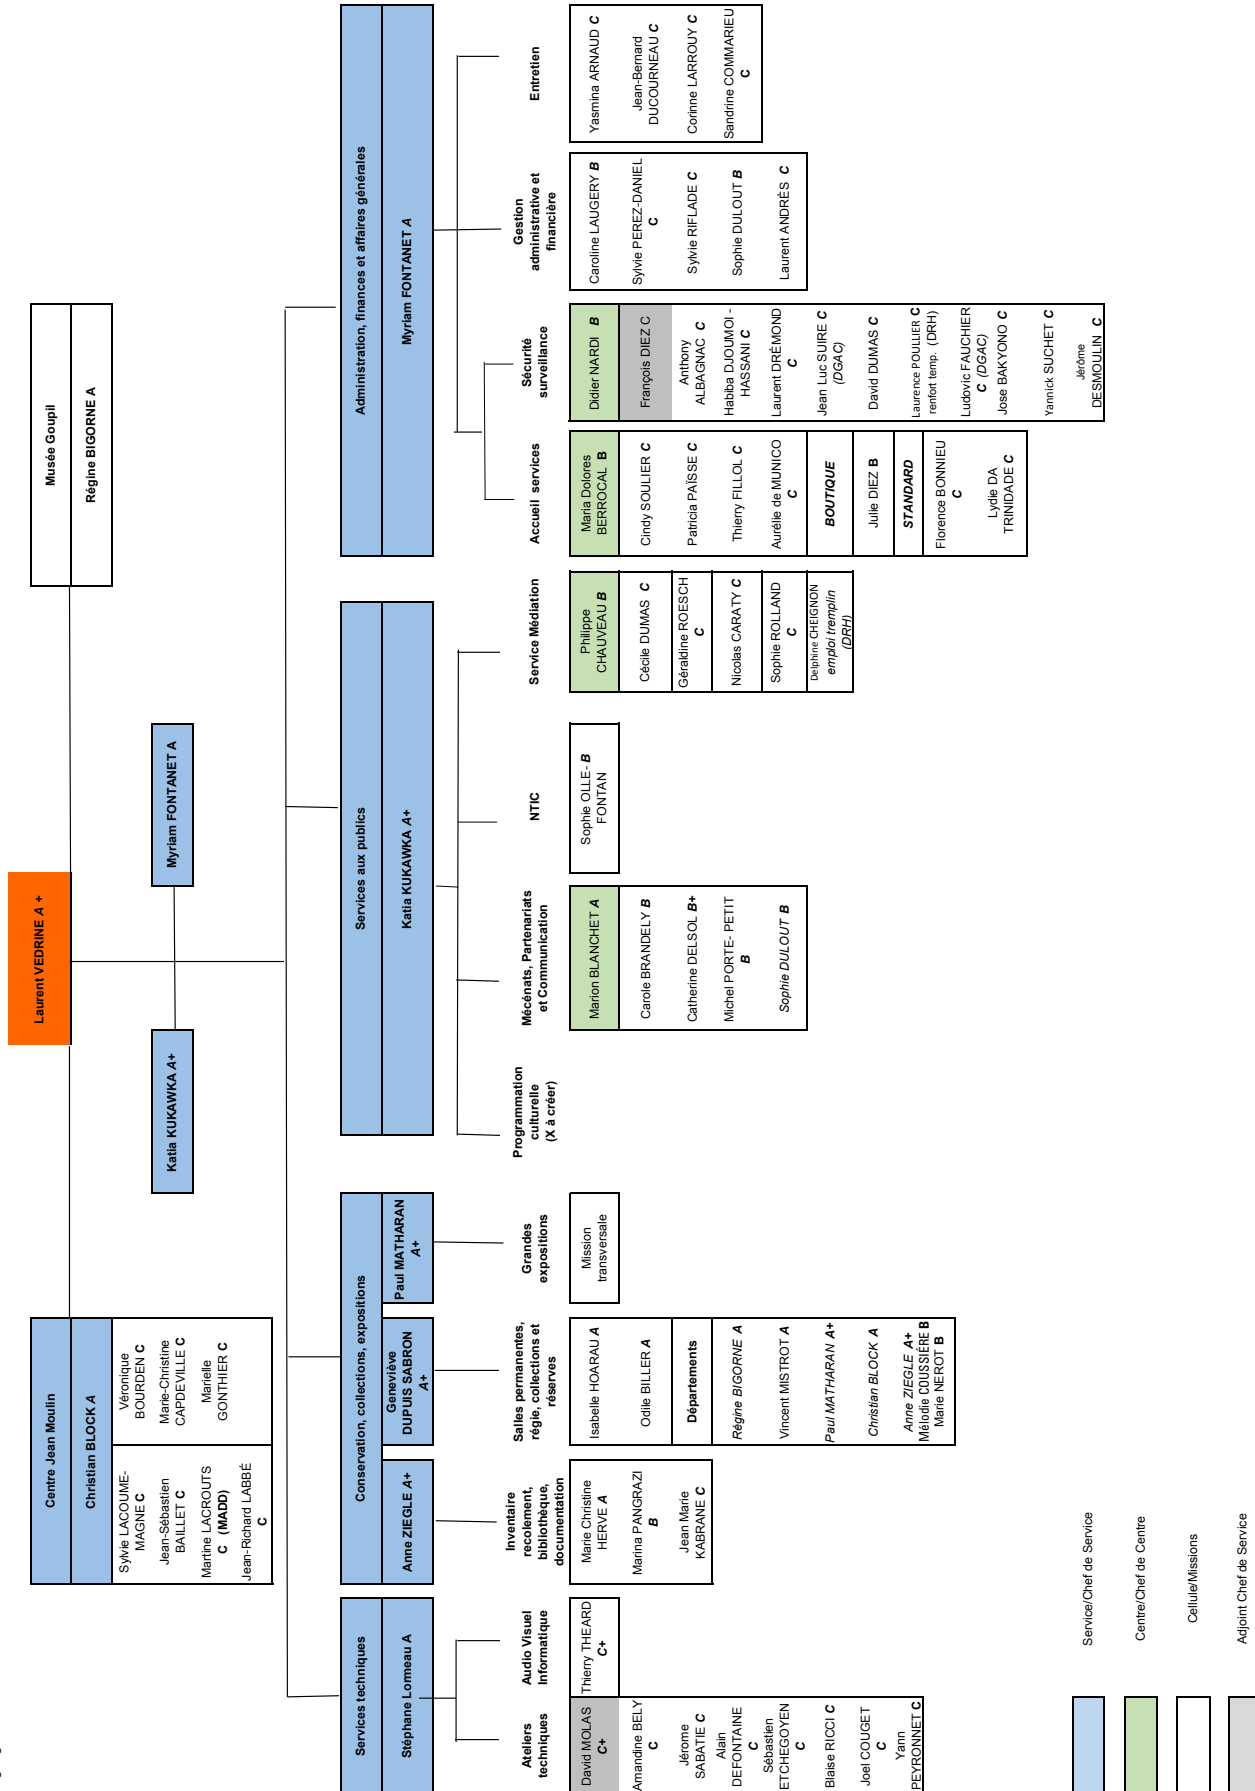 Laurent VEDRINE A +
Centre Jean Moulin
Christian BLOCK A
Sylvie LACOUME-
MAGNE C
Jean-Sébastien
BAILLET C
Martine LACROUTS
C (MADD)
Jean-Richard LABBÉ
C
Véronique
BOURDEN C
Marie-Christine
CAPDEVILLE C
Marielle
GONTHIER C
Musée Goupil
Régine BIGORNE A
Katia KUKAWKA A+
Myriam FONTANET A
Services techniques
Stéphane Lormeau A
Ateliers
techniques
David MOLAS
C+
Amandine BELY
C
Jérome
SABATIE C
Alain
DEFONTAINE
C
Sébastien
ETCHEGOYEN
C
Blaise RICCI C
Joel COUGET
C
Yann
PEYRONNET C
Audio Visuel
Informatique
Thierry THEARD
C+
Conservation, collections, expositions
Anne ZIEGLE A+
Inventaire
recolement,
bibliothèque,
documentation
Marie Christine
HERVE A
Marina PANGRAZI
B
Jean Marie
KABRANE C
Geneviève
DUPUIS SABRON
A+
Salles permanentes,
régie, collections et
réserves
Isabelle HOARAU A
Odile BILLER A
Départements
Régine BIGORNE A
Vincent MISTROT A
Paul MATHARAN A+
Christian BLOCK A
Anne ZIEGLE A+
Mélodie COUSSIÈRE B
Marie NEROT B
Paul MATHARAN
A+
Grandes
expositions
Mission
transversale
Services aux publics
Katia KUKAWKA A+
Programmation
culturelle
(X à créer)
Mécénats, Partenariats
et Communication
Marion BLANCHET A
Carole BRANDELY B
Catherine DELSOL B+
Michel PORTE- PETIT
B
Sophie DULOUT B
NTIC
Sophie OLLE- B
FONTAN
Service Médiation
Philippe
CHAUVEAU B
Cécile DUMAS C
Géraldine ROESCH
C
Nicolas CARATY C
Sophie ROLLAND
C
Delphine CHEIGNON
emploi tremplin
(DRH)
Administration, finances et affaires générales
Myriam FONTANET A
Accueil services
Maria Dolores
BERROCAL B
Cindy SOULIER C
Patricia PAÏSSE C
Thierry FILLOL C
Aurélie de MUNICO
C
BOUTIQUE
Julie DIEZ B
STANDARD
Florence BONNIEU
C
Lydie DA
TRINIDADE C
Sécurité
surveillance
Didier NARDI B
François DIEZ C
Anthony
ALBAGNAC C
Habiba DJOUMOI -
HASSANI C
Laurent DRÉMOND
C
Jean Luc SUIRE C
(DGAC)
David DUMAS C
Laurence POULLIER C
renfort temp. (DRH)
Ludovic FAUCHIER
C (DGAC)
Jose BAKYONO C
Yannick SUCHET C
Jérôme
DESMOULIN C
Gestion
administrative et
financière
Caroline LAUGERY B
Sylvie PEREZ-DANIEL
C
Sylvie RIFLADE C
Sophie DULOUT B
Laurent ANDRÈS C
Entretien
Yasmina ARNAUD C
Jean-Bernard
DUCOURNEAU C
Corinne LARROUY C
Sandrine COMMARIEU
C
Service/Chef de Service
Centre/Chef de Centre
Cellule/Missions
Adjoint Chef de Service